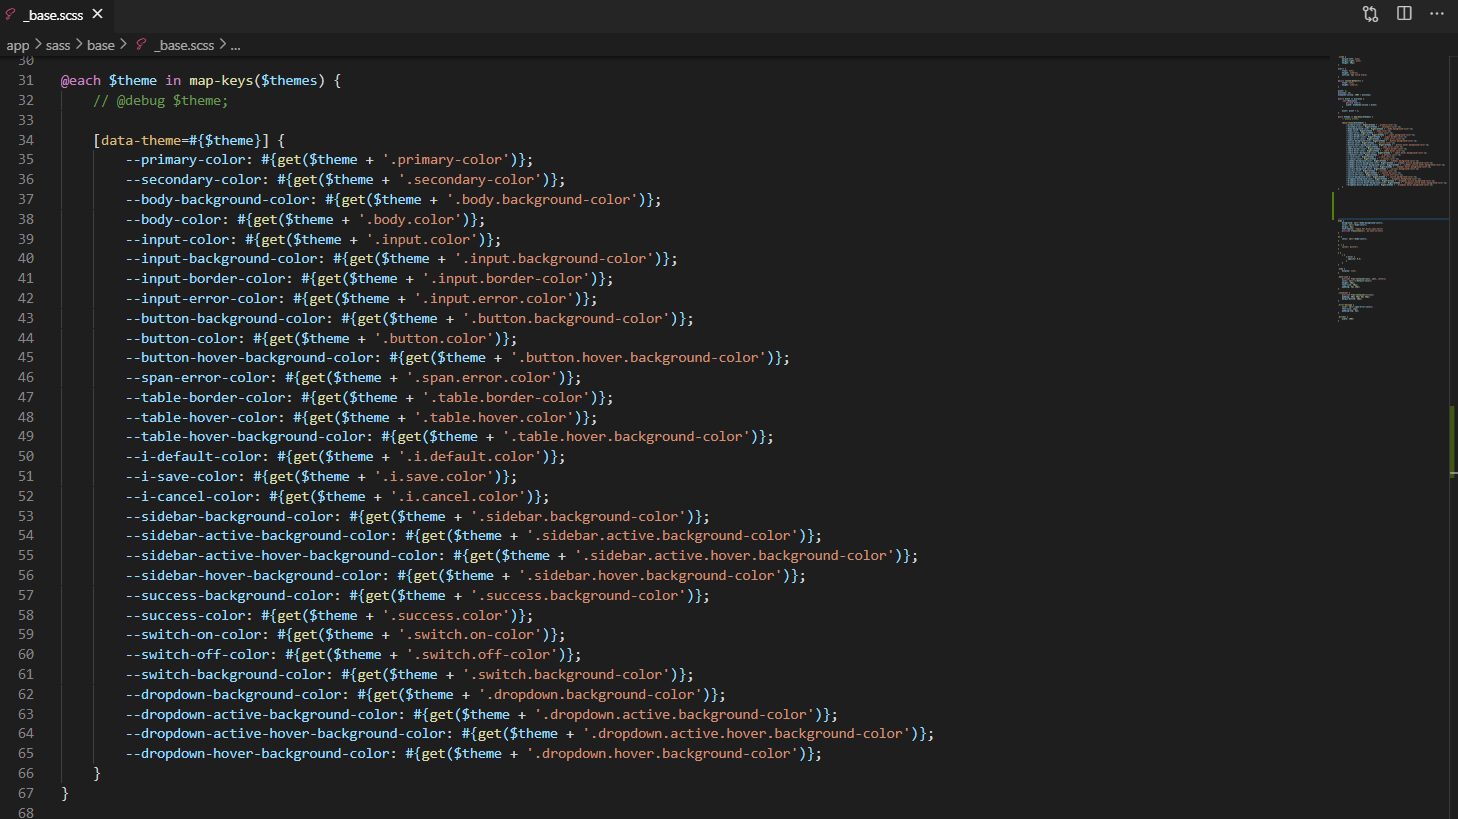 _base.scss
app > sass > base > _base.scss > ...
30
31 @each $theme in map-keys($themes) {
32 // @debug $theme;
33
34 [data-theme=#{$theme}] {
35 --primary-color: #{get($theme + '.primary-color')};
36 --secondary-color: #{get($theme + '.secondary-color')};
37 --body-background-color: #{get($theme + '.body.background-color')};
38 --body-color: #{get($theme + '.body.color')};
39 --input-color: #{get($theme + '.input.color')};
40 --input-background-color: #{get($theme + '.input.background-color')};
41 --input-border-color: #{get($theme + '.input.border-color')};
42 --input-error-color: #{get($theme + '.input.error.color')};
43 --button-background-color: #{get($theme + '.button.background-color')};
44 --button-color: #{get($theme + '.button.color')};
45 --button-hover-background-color: #{get($theme + '.button.hover.background-color')};
46 --span-error-color: #{get($theme + '.span.error.color')};
47 --table-border-color: #{get($theme + '.table.border-color')};
48 --table-hover-color: #{get($theme + '.table.hover.color')};
49 --table-hover-background-color: #{get($theme + '.table.hover.background-color')};
50 --i-default-color: #{get($theme + '.i.default.color')};
51 --i-save-color: #{get($theme + '.i.save.color')};
52 --i-cancel-color: #{get($theme + '.i.cancel.color')};
53 --sidebar-background-color: #{get($theme + '.sidebar.background-color')};
54 --sidebar-active-background-color: #{get($theme + '.sidebar.active.background-color')};
55 --sidebar-active-hover-background-color: #{get($theme + '.sidebar.active.hover.background-color')};
56 --sidebar-hover-background-color: #{get($theme + '.sidebar.hover.background-color')};
57 --success-background-color: #{get($theme + '.success.background-color')};
58 --success-color: #{get($theme + '.success.color')};
59 --switch-on-color: #{get($theme + '.switch.on-color')};
60 --switch-off-color: #{get($theme + '.switch.off-color')};
61 --switch-background-color: #{get($theme + '.switch.background-color')};
62 --dropdown-background-color: #{get($theme + '.dropdown.background-color')};
63 --dropdown-active-background-color: #{get($theme + '.dropdown.active.background-color')};
64 --dropdown-active-hover-background-color: #{get($theme + '.dropdown.active.hover.background-color')};
65 --dropdown-hover-background-color: #{get($theme + '.dropdown.hover.background-color')};
66 }
67 }
68